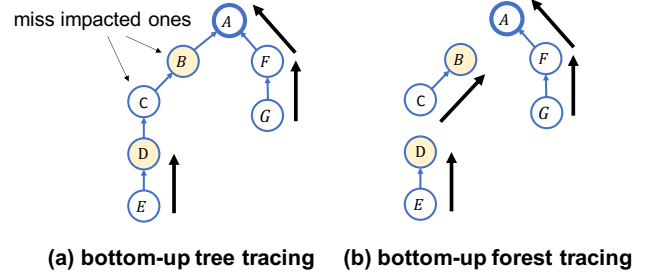 miss impacted ones
A
B
F
C
G
D
E
A
B
F
C
G
D
E
(a) bottom-up tree tracing
(b) bottom-up forest tracing